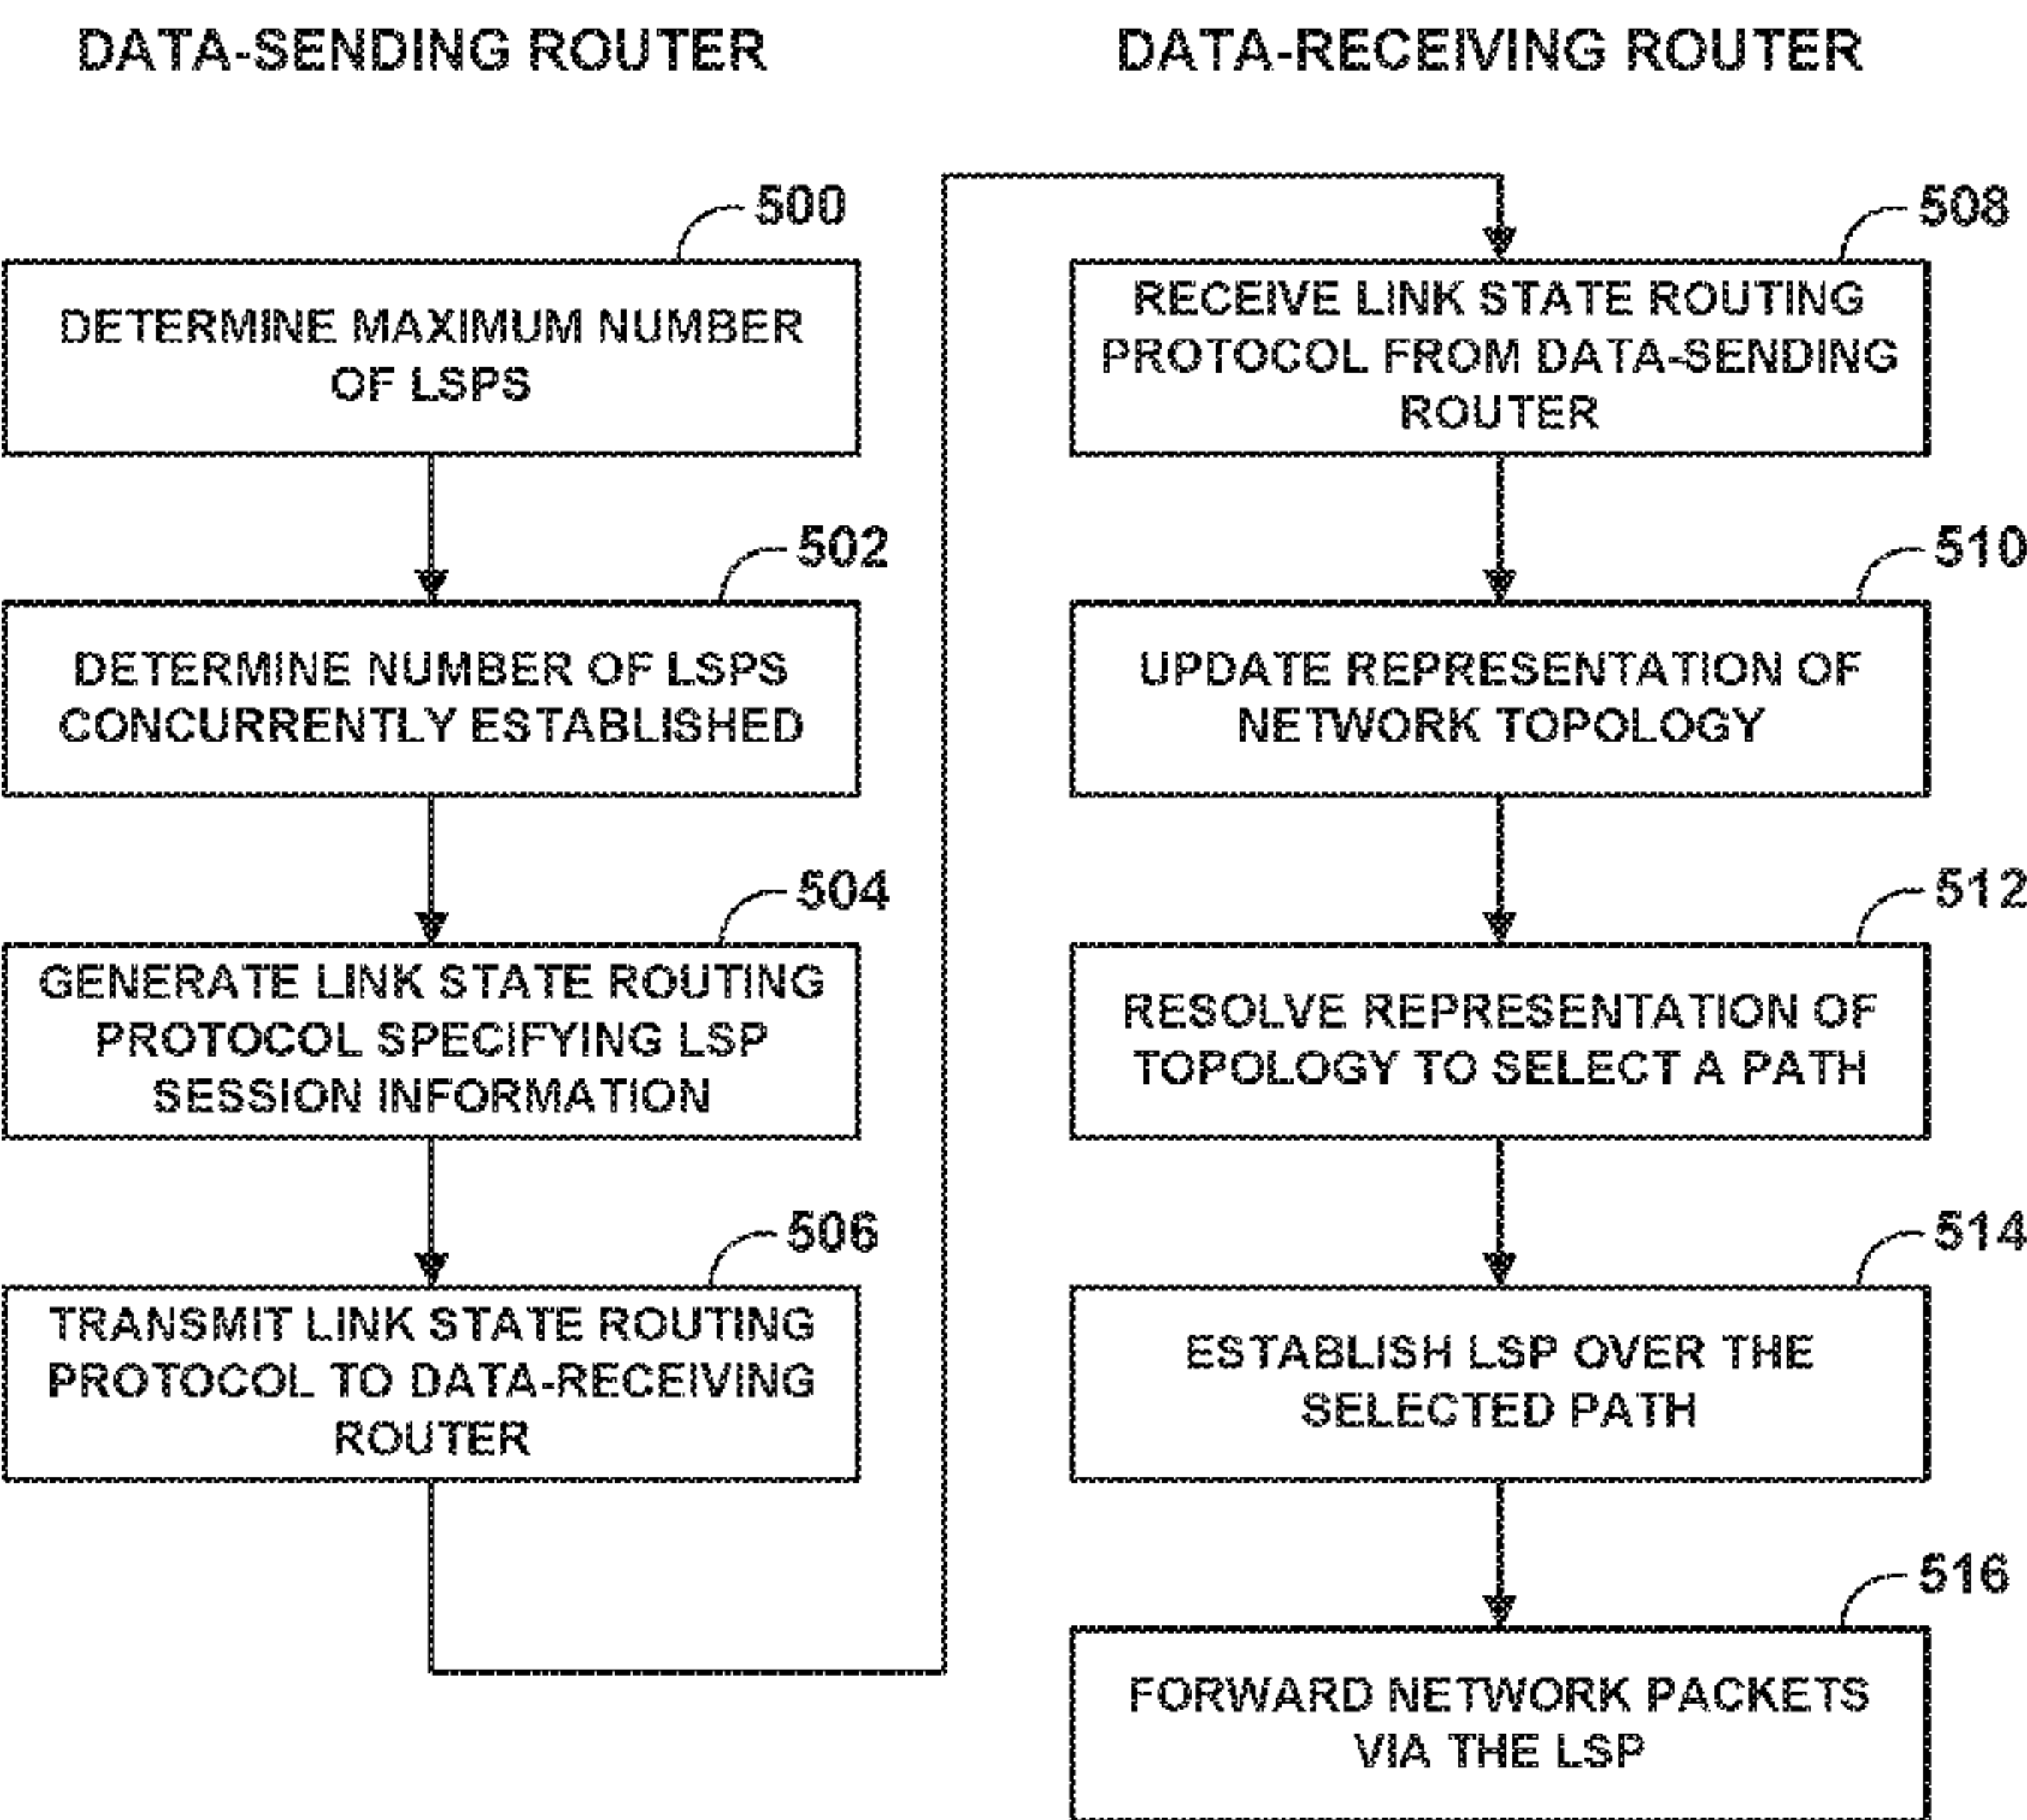 DATA-SENDING ROUTER
500
DETERMINE MAXIMUM NUMBER
OF LSPS
502
DETERMINE NUMBER OF LSPS
CONCURRENTLY ESTABLISHED
504
GENERATE LINK STATE ROUTING
PROTOCOL SPECIFYING LSP
SESSION INFORMATION
506
TRANSMIT LINK STATE ROUTING
PROTOCOL TO DATA-RECEIVING
ROUTER
DATA-RECEIVING ROUTER
508
RECEIVE LINK STATE ROUTING
PROTOCOL FROM DATA-SENDING
ROUTER
510
UPDATE REPRESENTATION OF
NETWORK TOPOLOGY
512
RESOLVE REPRESENTATION OF
TOPOLOGY TO SELECT A PATH
514
ESTABLISH LSP OVER THE
SELECTED PATH
516
FORWARD NETWORK PACKETS
VIA THE LSP